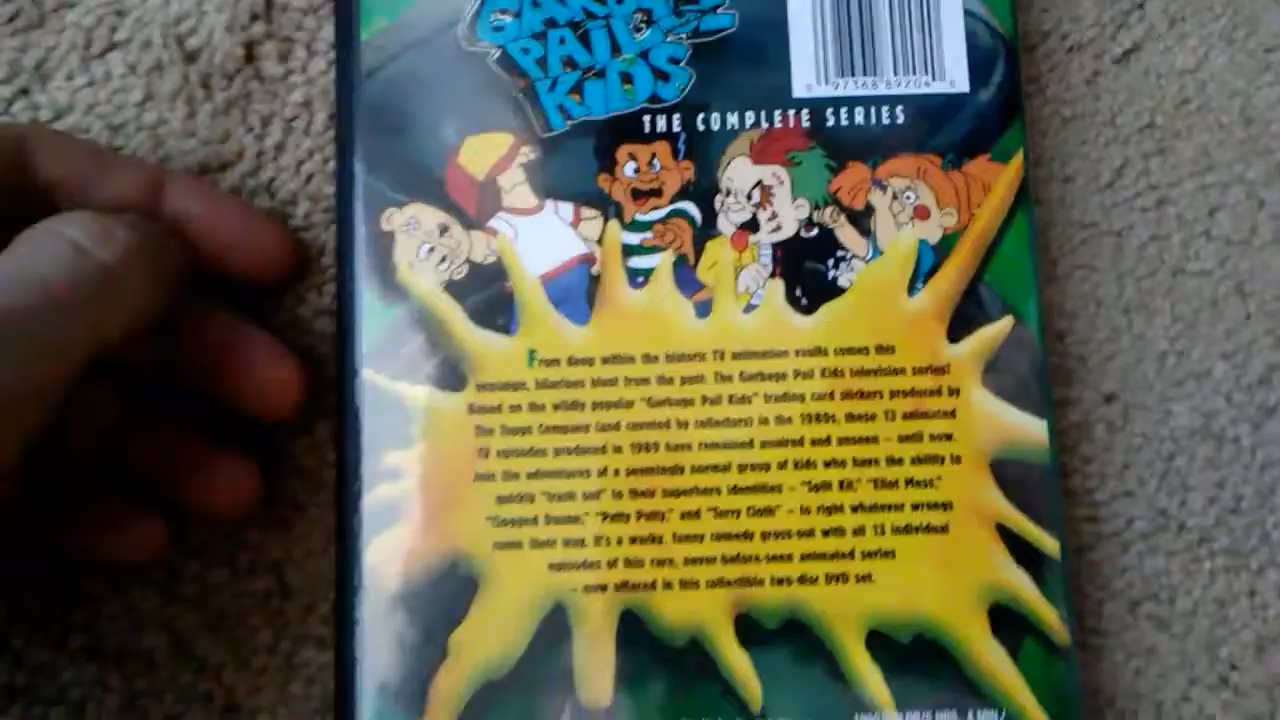 GARBAGE
PAIL
KIDS
0 97368 89204 6
THE COMPLETE SERIES
From deep within the historic TV animation vaults comes this
nostalgic, hilarious blast from the past. The Garbage Pail Kids television series!
Based on the wildly popular "Garbage Pail Kids" trading card stickers produced by
The Topps Company (and coveted by collectors) in the 1980s, these 13 animated
TV episodes produced in 1989 have remained unaired and unseen – until now.
Join the adventures of a seemingly normal group of kids who have the ability to
quickly "trash out" to their superhero identities – "Split Kit," "Elliot Mess,"
"Clogged Duane," "Patty Putty," and "Terry Cloth" – to right whatever wrongs
come their way. It's a wacky, funny comedy gross-out with all 13 individual
episodes of this rare, never-before-seen animated series
– now offered in this collectible two-disc DVD set.